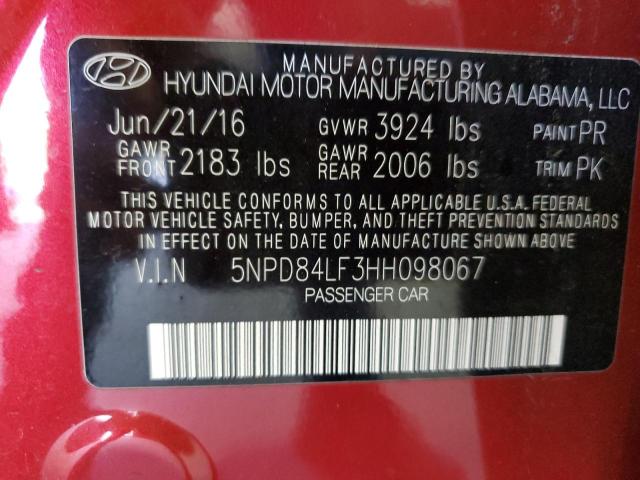 MANUFACTURED BY
HYUNDAI MOTOR MANUFACTURING ALABAMA, LLC
Jun/21/16 GVWR 3924 lbs PAINT PR
GAWR FRONT 2183 lbs GAWR REAR 2006 lbs TRIM PK
THIS VEHICLE CONFORMS TO ALL APPLICABLE U.S.A. FEDERAL
MOTOR VEHICLE SAFETY, BUMPER, AND THEFT PREVENTION STANDARDS
IN EFFECT ON THE DATE OF MANUFACTURE SHOWN ABOVE
V.I.N 5NPD84LF3HH098067
PASSENGER CAR